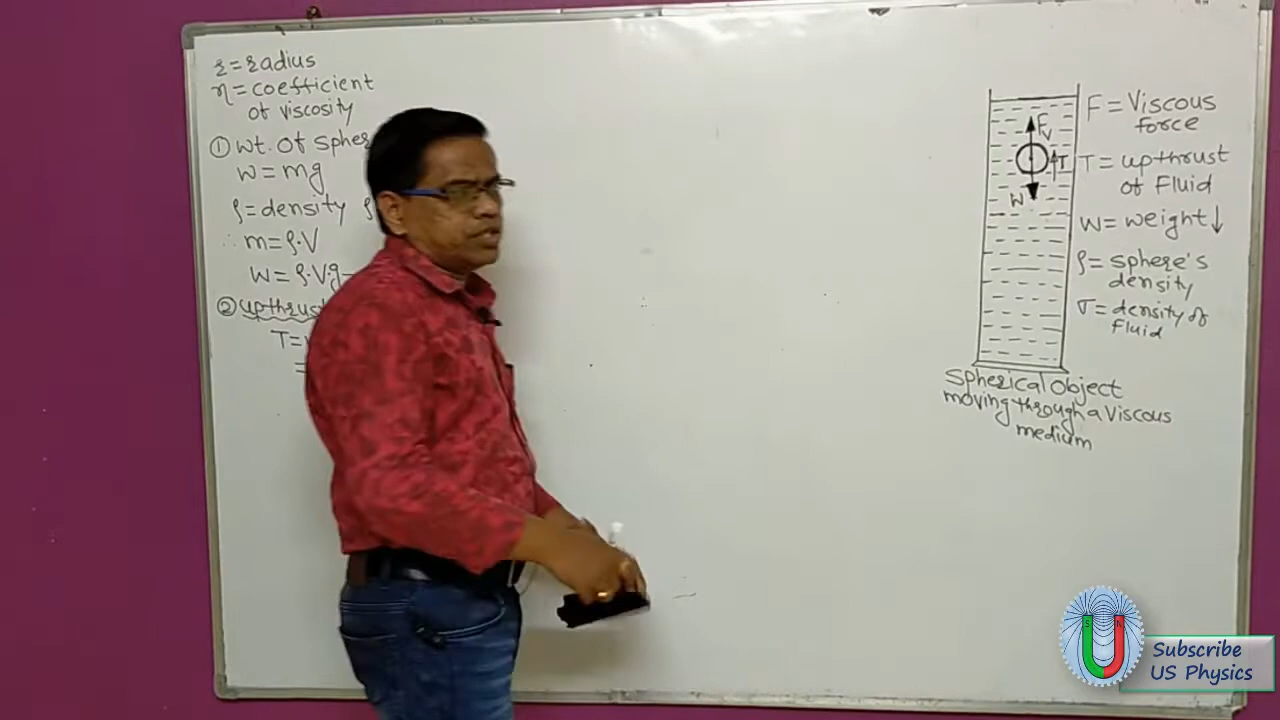 r = radius
η = coefficient
of viscosity
① Wt. of Spher
W = mg
ρ = density ρ
∴ m = ρ.V
W = ρ.Vg
② upthrust
T =
=
F = Viscous
force
T = upthrust
of Fluid
W = weight ↓
ρ = sphere's
density
σ = density of
fluid
Fv
T
W
Spherical Object
moving through a Viscous
medium
S N
Subscribe
US Physics